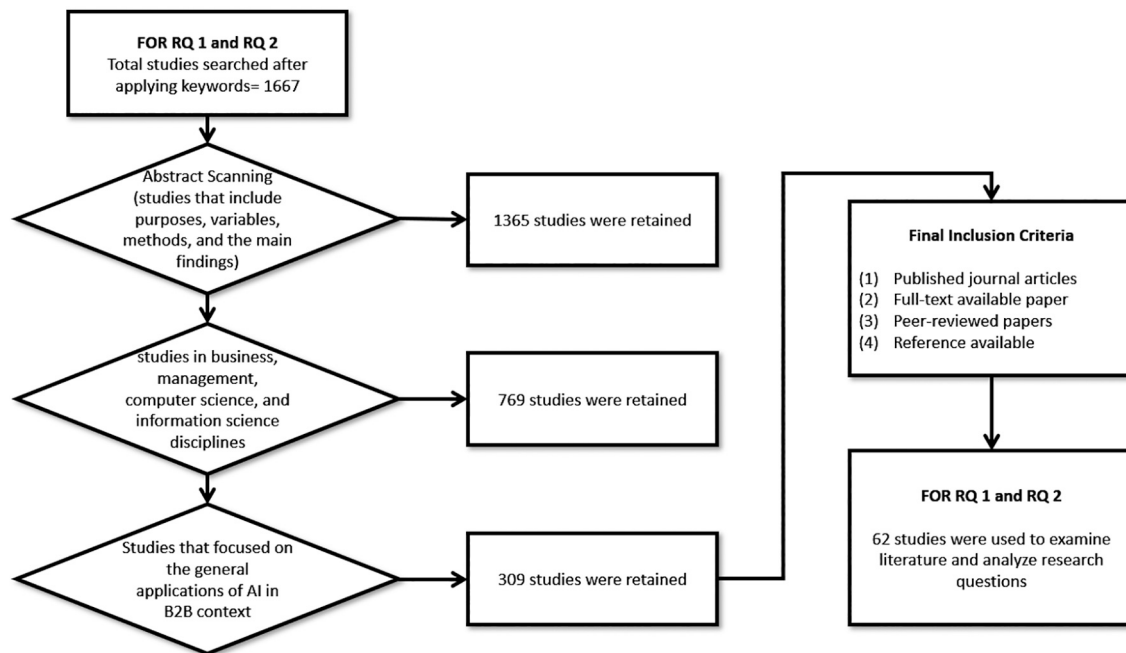 FOR RQ 1 and RQ 2
Total studies searched after
applying keywords= 1667
Abstract Scanning
(studies that include
purposes, variables,
methods, and the main
findings)
1365 studies were retained
studies in business,
management,
computer science, and
information science
disciplines
769 studies were retained
Studies that focused on
the general
applications of AI in
B2B context
309 studies were retained
Final Inclusion Criteria
(1) Published journal articles
(2) Full-text available paper
(3) Peer-reviewed papers
(4) Reference available
FOR RQ 1 and RQ 2
62 studies were used to examine
literature and analyze research
questions